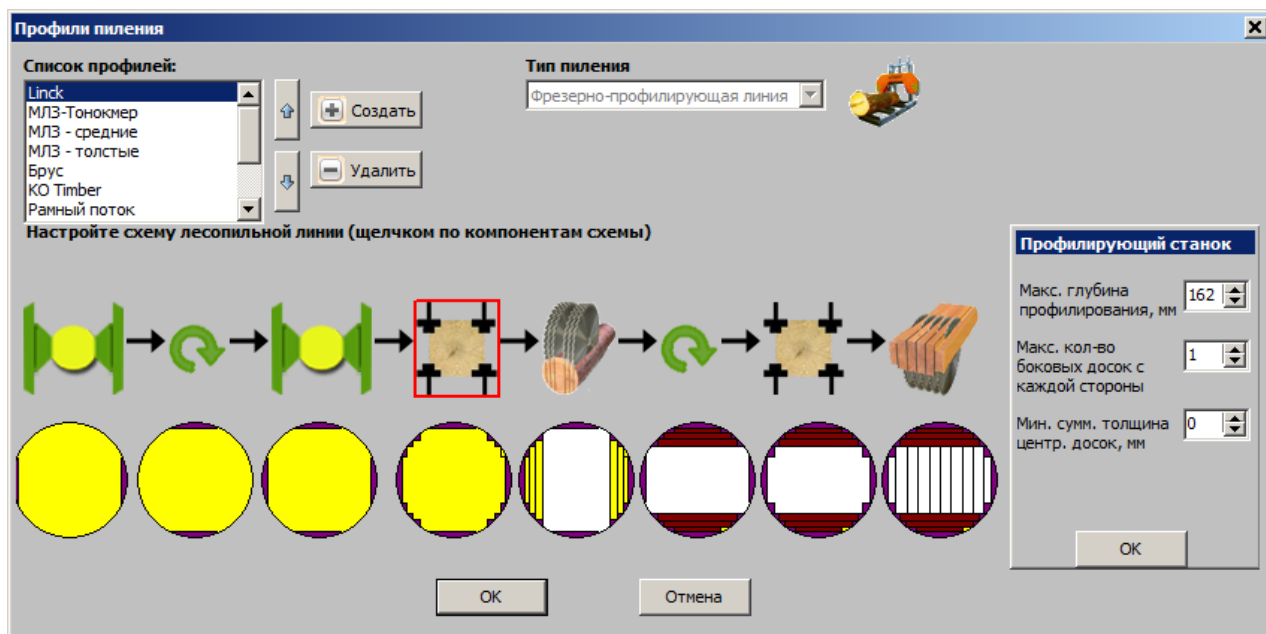 Профили пиления
Список профилей:
Linck
МЛЗ-Тонокмер
МЛЗ - средние
МЛЗ - толстые
Брус
KO Timber
Рамный поток
Создать
Удалить
Тип пиления
Фрезерно-профилирующая линия
Настройте схему лесопильной линии (щелчком по компонентам схемы)
Профилирующий станок
Макс. глубина
профилирования, мм
162
Макс. кол-во
боковых досок с
каждой стороны
1
Мин. сумм. толщина
центр. досок, мм
0
OK
OK
Отмена